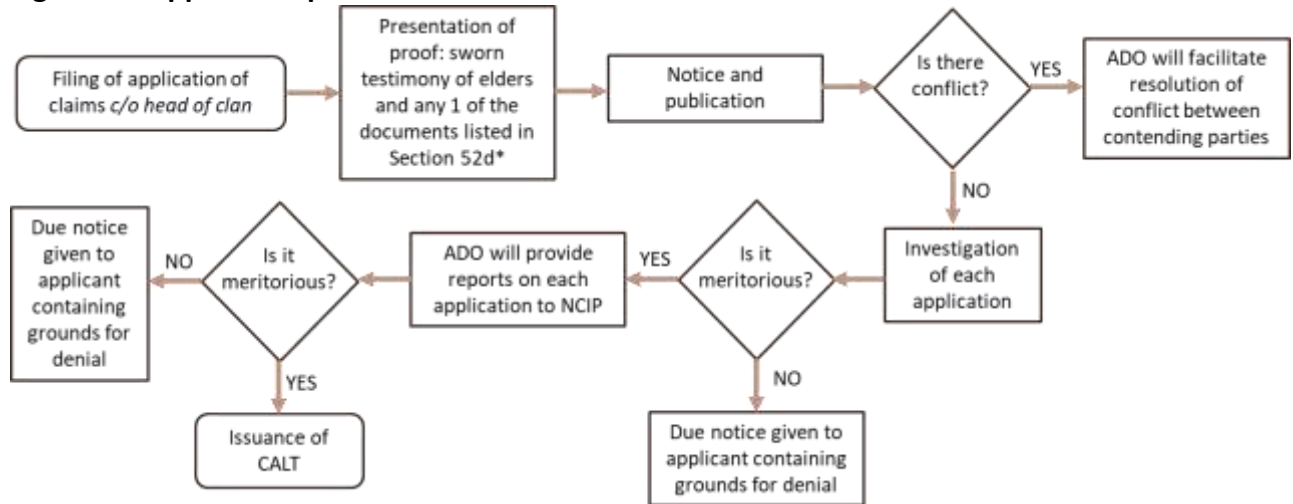 Filing of application of
claims c/o head of clan
Presentation of
proof: sworn
testimony of elders
and any 1 of the
documents listed in
Section 52d*
Notice and
publication
Is there
conflict?
YES
ADO will facilitate
resolution of
conflict between
contending parties
NO
Investigation
of each
application
Is it
meritorious?
YES
ADO will provide
reports on each
application to NCIP
Is it
meritorious?
NO
Due notice
given to
applicant
containing
grounds for
denial
YES
Issuance of
CALT
NO
Due notice given to
applicant containing
grounds for denial